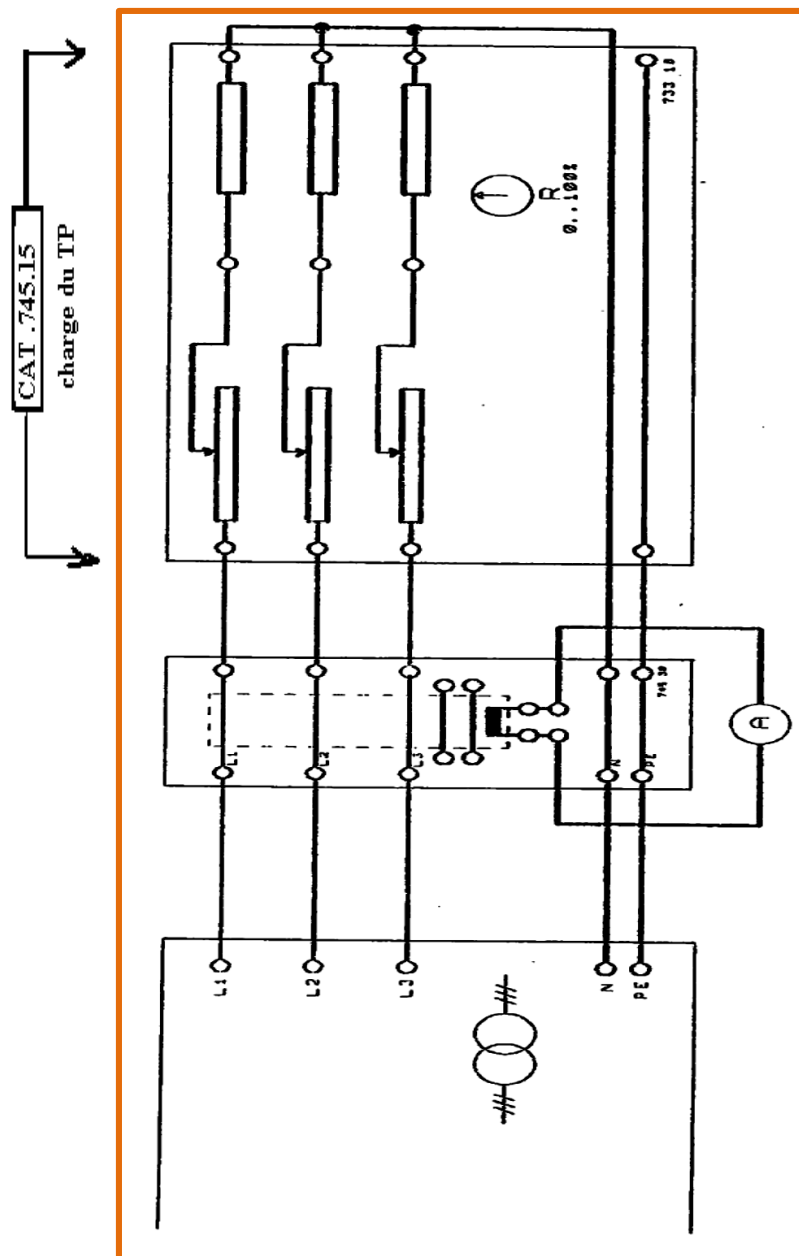 CAT .745.15
charge du TP
733 10
R
0..100%
745 30
L1
L2
L3
N
PE
A
L1
L2
L3
N
PE